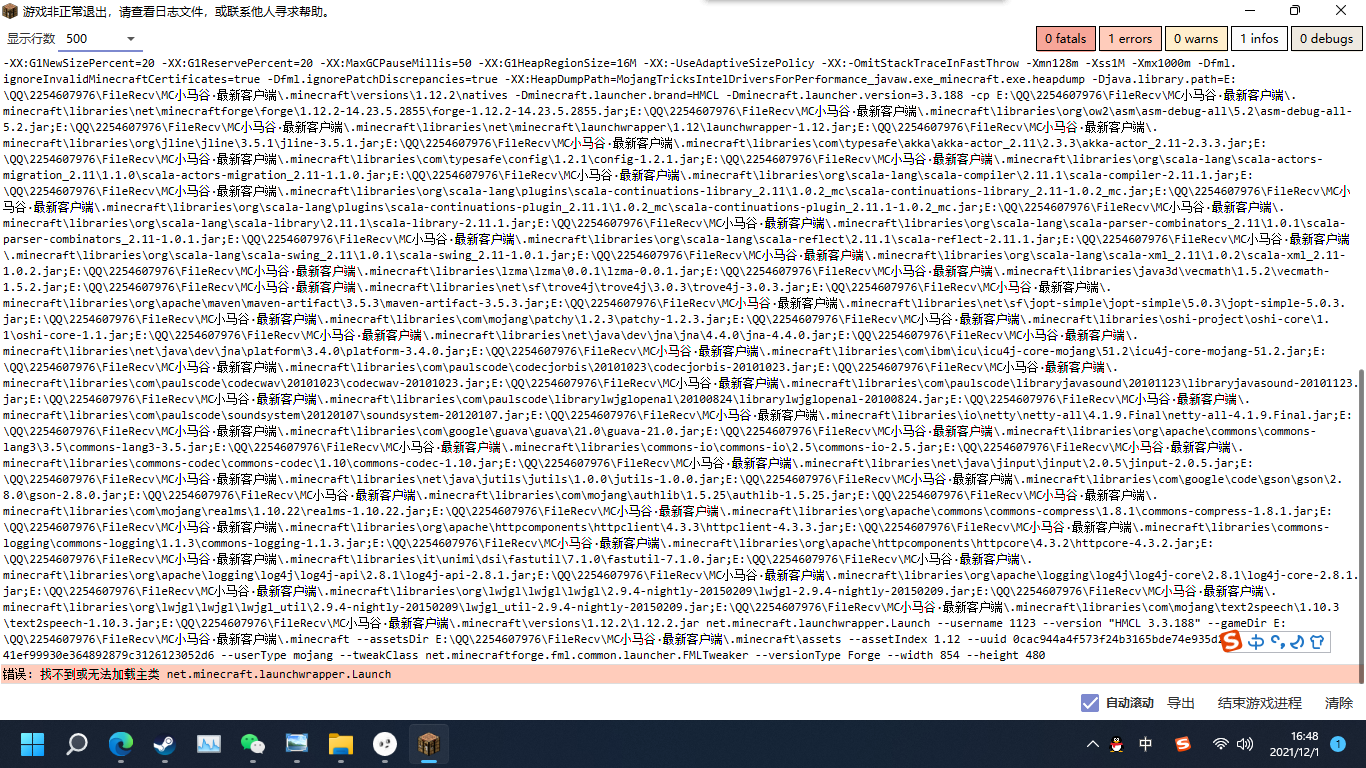 游戏非正常退出，请查看日志文件，或联系他人寻求帮助。
显示行数 500 0 fatals 1 errors 0 warns 1 infos 0 debugs
-XX:G1NewSizePercent=20 -XX:G1ReservePercent=20 -XX:MaxGCPauseMillis=50 -XX:G1HeapRegionSize=16M -XX:-UseAdaptiveSizePolicy -XX:-OmitStackTraceInFastThrow -Xmn128m -Xss1M -Xmx1000m -Dfml.
ignoreInvalidMinecraftCertificates=true -Dfml.ignorePatchDiscrepancies=true -XX:HeapDumpPath=MojangTricksIntelDriversForPerformance_javaw.exe_minecraft.exe.heapdump -Djava.library.path=E:
\QQ\2254607976\FileRecv\MC小马谷·最新客户端\.minecraft\versions\1.12.2\natives -Dminecraft.launcher.brand=HMCL -Dminecraft.launcher.version=3.3.188 -cp E:\QQ\2254607976\FileRecv\MC小马谷·最新客户端\.
minecraft\libraries\net\minecraftforge\forge\1.12.2-14.23.5.2855\forge-1.12.2-14.23.5.2855.jar;E:\QQ\2254607976\FileRecv\MC小马谷·最新客户端\.minecraft\libraries\org\ow2\asm\asm-debug-all\5.2\asm-debug-all-
5.2.jar;E:\QQ\2254607976\FileRecv\MC小马谷·最新客户端\.minecraft\libraries\net\minecraft\launchwrapper\1.12\launchwrapper-1.12.jar;E:\QQ\2254607976\FileRecv\MC小马谷·最新客户端\.
minecraft\libraries\org\jline\jline\3.5.1\jline-3.5.1.jar;E:\QQ\2254607976\FileRecv\MC小马谷·最新客户端\.minecraft\libraries\com\typesafe\akka\akka-actor_2.11\2.3.3\akka-actor_2.11-2.3.3.jar;E:
\QQ\2254607976\FileRecv\MC小马谷·最新客户端\.minecraft\libraries\com\typesafe\config\1.2.1\config-1.2.1.jar;E:\QQ\2254607976\FileRecv\MC小马谷·最新客户端\.minecraft\libraries\org\scala-lang\scala-actors-
migration_2.11\1.1.0\scala-actors-migration_2.11-1.1.0.jar;E:\QQ\2254607976\FileRecv\MC小马谷·最新客户端\.minecraft\libraries\org\scala-lang\scala-compiler\2.11.1\scala-compiler-2.11.1.jar;E:
\QQ\2254607976\FileRecv\MC小马谷·最新客户端\.minecraft\libraries\org\scala-lang\plugins\scala-continuations-library_2.11\1.0.2_mc\scala-continuations-library_2.11-1.0.2_mc.jar;E:\QQ\2254607976\FileRecv\MC小
马谷·最新客户端\.minecraft\libraries\org\scala-lang\plugins\scala-continuations-plugin_2.11.1\1.0.2_mc\scala-continuations-plugin_2.11.1-1.0.2_mc.jar;E:\QQ\2254607976\FileRecv\MC小马谷·最新客户端\.
minecraft\libraries\org\scala-lang\scala-library\2.11.1\scala-library-2.11.1.jar;E:\QQ\2254607976\FileRecv\MC小马谷·最新客户端\.minecraft\libraries\org\scala-lang\scala-parser-combinators_2.11\1.0.1\scala-
parser-combinators_2.11-1.0.1.jar;E:\QQ\2254607976\FileRecv\MC小马谷·最新客户端\.minecraft\libraries\org\scala-lang\scala-reflect\2.11.1\scala-reflect-2.11.1.jar;E:\QQ\2254607976\FileRecv\MC小马谷·最新客户端
\.minecraft\libraries\org\scala-lang\scala-swing_2.11\1.0.1\scala-swing_2.11-1.0.1.jar;E:\QQ\2254607976\FileRecv\MC小马谷·最新客户端\.minecraft\libraries\org\scala-lang\scala-xml_2.11\1.0.2\scala-xml_2.11-
1.0.2.jar;E:\QQ\2254607976\FileRecv\MC小马谷·最新客户端\.minecraft\libraries\lzma\lzma\0.0.1\lzma-0.0.1.jar;E:\QQ\2254607976\FileRecv\MC小马谷·最新客户端\.minecraft\libraries\java3d\vecmath\1.5.2\vecmath-
1.5.2.jar;E:\QQ\2254607976\FileRecv\MC小马谷·最新客户端\.minecraft\libraries\net\sf\trove4j\trove4j\3.0.3\trove4j-3.0.3.jar;E:\QQ\2254607976\FileRecv\MC小马谷·最新客户端\.
minecraft\libraries\org\apache\maven\maven-artifact\3.5.3\maven-artifact-3.5.3.jar;E:\QQ\2254607976\FileRecv\MC小马谷·最新客户端\.minecraft\libraries\net\sf\jopt-simple\jopt-simple\5.0.3\jopt-simple-5.0.3.
jar;E:\QQ\2254607976\FileRecv\MC小马谷·最新客户端\.minecraft\libraries\com\mojang\patchy\1.2.3\patchy-1.2.3.jar;E:\QQ\2254607976\FileRecv\MC小马谷·最新客户端\.minecraft\libraries\oshi-project\oshi-core\1.
1\oshi-core-1.1.jar;E:\QQ\2254607976\FileRecv\MC小马谷·最新客户端\.minecraft\libraries\net\java\dev\jna\jna\4.4.0\jna-4.4.0.jar;E:\QQ\2254607976\FileRecv\MC小马谷·最新客户端\.
minecraft\libraries\net\java\dev\jna\platform\3.4.0\platform-3.4.0.jar;E:\QQ\2254607976\FileRecv\MC小马谷·最新客户端\.minecraft\libraries\com\ibm\icu\icu4j-core-mojang\51.2\icu4j-core-mojang-51.2.jar;E:
\QQ\2254607976\FileRecv\MC小马谷·最新客户端\.minecraft\libraries\com\paulscode\codecjorbis\20101023\codecjorbis-20101023.jar;E:\QQ\2254607976\FileRecv\MC小马谷·最新客户端\.
minecraft\libraries\com\paulscode\codecwav\20101023\codecwav-20101023.jar;E:\QQ\2254607976\FileRecv\MC小马谷·最新客户端\.minecraft\libraries\com\paulscode\libraryjavasound\20101123\libraryjavasound-20101123.
jar;E:\QQ\2254607976\FileRecv\MC小马谷·最新客户端\.minecraft\libraries\com\paulscode\librarylwjglopenal\20100824\librarylwjglopenal-20100824.jar;E:\QQ\2254607976\FileRecv\MC小马谷·最新客户端\.
minecraft\libraries\com\paulscode\soundsystem\20120107\soundsystem-20120107.jar;E:\QQ\2254607976\FileRecv\MC小马谷·最新客户端\.minecraft\libraries\io\netty\netty-all\4.1.9.Final\netty-all-4.1.9.Final.jar;E:
\QQ\2254607976\FileRecv\MC小马谷·最新客户端\.minecraft\libraries\com\google\guava\guava\21.0\guava-21.0.jar;E:\QQ\2254607976\FileRecv\MC小马谷·最新客户端\.minecraft\libraries\org\apache\commons\commons-
lang3\3.5\commons-lang3-3.5.jar;E:\QQ\2254607976\FileRecv\MC小马谷·最新客户端\.minecraft\libraries\commons-io\commons-io\2.5\commons-io-2.5.jar;E:\QQ\2254607976\FileRecv\MC小马谷·最新客户端\.
minecraft\libraries\commons-codec\commons-codec\1.10\commons-codec-1.10.jar;E:\QQ\2254607976\FileRecv\MC小马谷·最新客户端\.minecraft\libraries\net\java\jinput\jinput\2.0.5\jinput-2.0.5.jar;E:
\QQ\2254607976\FileRecv\MC小马谷·最新客户端\.minecraft\libraries\net\java\jutils\jutils\1.0.0\jutils-1.0.0.jar;E:\QQ\2254607976\FileRecv\MC小马谷·最新客户端\.minecraft\libraries\com\google\code\gson\gson\2.
8.0\gson-2.8.0.jar;E:\QQ\2254607976\FileRecv\MC小马谷·最新客户端\.minecraft\libraries\com\mojang\authlib\1.5.25\authlib-1.5.25.jar;E:\QQ\2254607976\FileRecv\MC小马谷·最新客户端\.
minecraft\libraries\com\mojang\realms\1.10.22\realms-1.10.22.jar;E:\QQ\2254607976\FileRecv\MC小马谷·最新客户端\.minecraft\libraries\org\apache\commons\commons-compress\1.8.1\commons-compress-1.8.1.jar;E:
\QQ\2254607976\FileRecv\MC小马谷·最新客户端\.minecraft\libraries\org\apache\httpcomponents\httpclient\4.3.3\httpclient-4.3.3.jar;E:\QQ\2254607976\FileRecv\MC小马谷·最新客户端\.minecraft\libraries\commons-
logging\commons-logging\1.1.3\commons-logging-1.1.3.jar;E:\QQ\2254607976\FileRecv\MC小马谷·最新客户端\.minecraft\libraries\org\apache\httpcomponents\httpcore\4.3.2\httpcore-4.3.2.jar;E:
\QQ\2254607976\FileRecv\MC小马谷·最新客户端\.minecraft\libraries\it\unimi\dsi\fastutil\7.1.0\fastutil-7.1.0.jar;E:\QQ\2254607976\FileRecv\MC小马谷·最新客户端\.
minecraft\libraries\org\apache\logging\log4j\log4j-api\2.8.1\log4j-api-2.8.1.jar;E:\QQ\2254607976\FileRecv\MC小马谷·最新客户端\.minecraft\libraries\org\apache\logging\log4j\log4j-core\2.8.1\log4j-core-2.8.1.
jar;E:\QQ\2254607976\FileRecv\MC小马谷·最新客户端\.minecraft\libraries\org\lwjgl\lwjgl\lwjgl\2.9.4-nightly-20150209\lwjgl-2.9.4-nightly-20150209.jar;E:\QQ\2254607976\FileRecv\MC小马谷·最新客户端\.
minecraft\libraries\org\lwjgl\lwjgl\lwjgl_util\2.9.4-nightly-20150209\lwjgl_util-2.9.4-nightly-20150209.jar;E:\QQ\2254607976\FileRecv\MC小马谷·最新客户端\.minecraft\libraries\com\mojang\text2speech\1.10.3
\text2speech-1.10.3.jar;E:\QQ\2254607976\FileRecv\MC小马谷·最新客户端\.minecraft\versions\1.12.2\1.12.2.jar net.minecraft.launchwrapper.Launch --username 1123 --version "HMCL 3.3.188" --gameDir E:
\QQ\2254607976\FileRecv\MC小马谷·最新客户端\.minecraft --assetsDir E:\QQ\2254607976\FileRecv\MC小马谷·最新客户端\.minecraft\assets --assetIndex 1.12 --uuid 0cac944a4f573f24b3165bde74e935d
41ef99930e364892879c3126123052d6 --userType mojang --tweakClass net.minecraftforge.fml.common.launcher.FMLTweaker --versionType Forge --width 854 --height 480
错误: 找不到或无法加载主类 net.minecraft.launchwrapper.Launch
自动滚动 导出 结束游戏进程 清除
中
16:48
2021/12/1
1